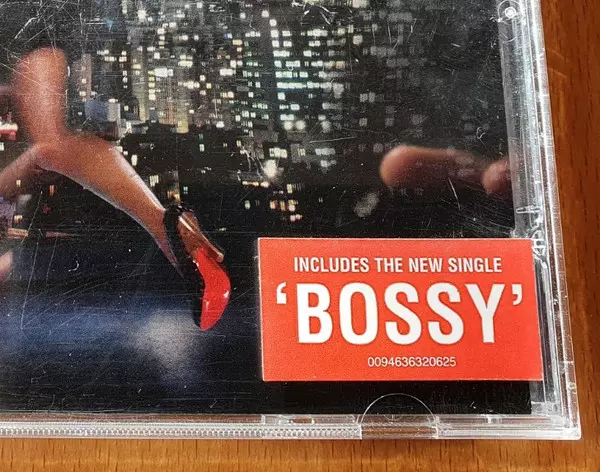 INCLUDES THE NEW SINGLE
‘BOSSY’
0094636320625